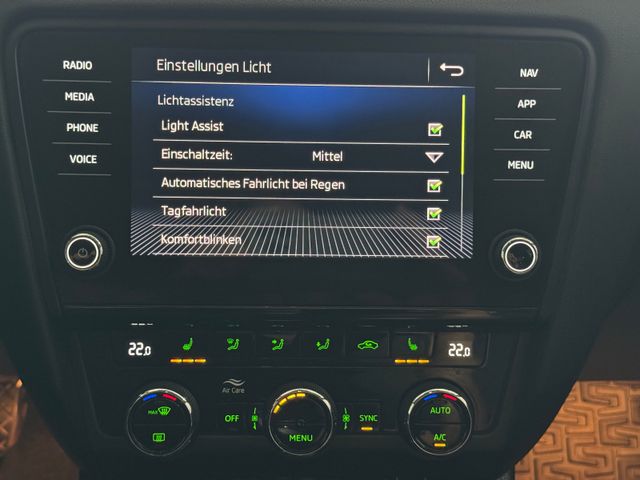 RADIO
MEDIA
PHONE
VOICE
Einstellungen Licht
Lichtassistenz
Light Assist
Einschaltzeit: Mittel
Automatisches Fahrlicht bei Regen
Tagfahrlicht
Komfortblinken
NAV
APP
CAR
MENU
22.0
22.0
Air Care
MAX
OFF
MENU
SYNC
AUTO
A/C